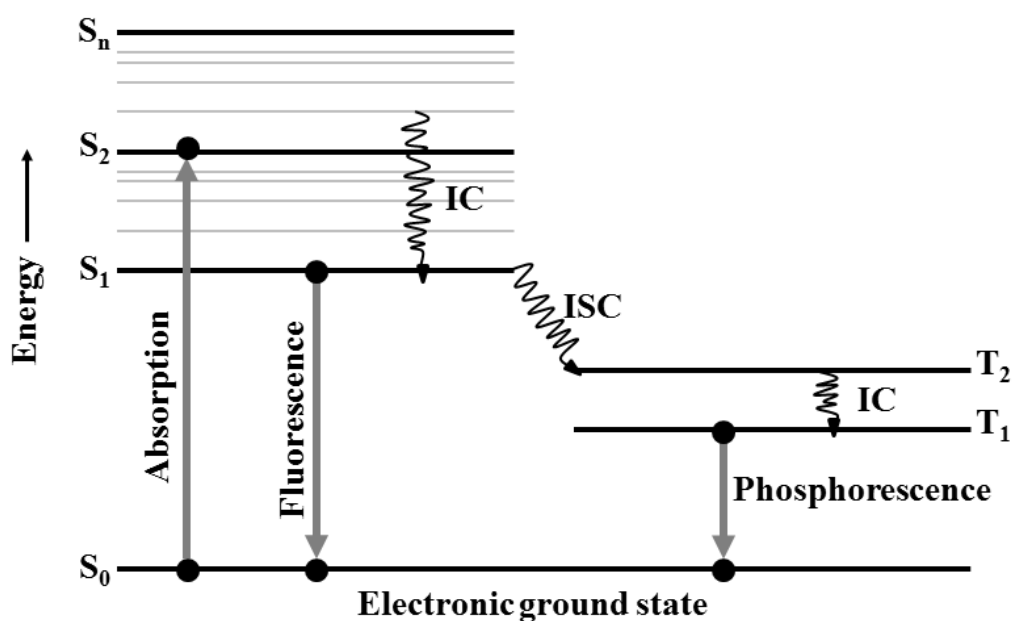 Sₙ
S₂
IC
S₁
Energy
Absorption
Fluorescence
ISC
T₂
IC
T₁
Phosphorescence
S₀
Electronic ground state